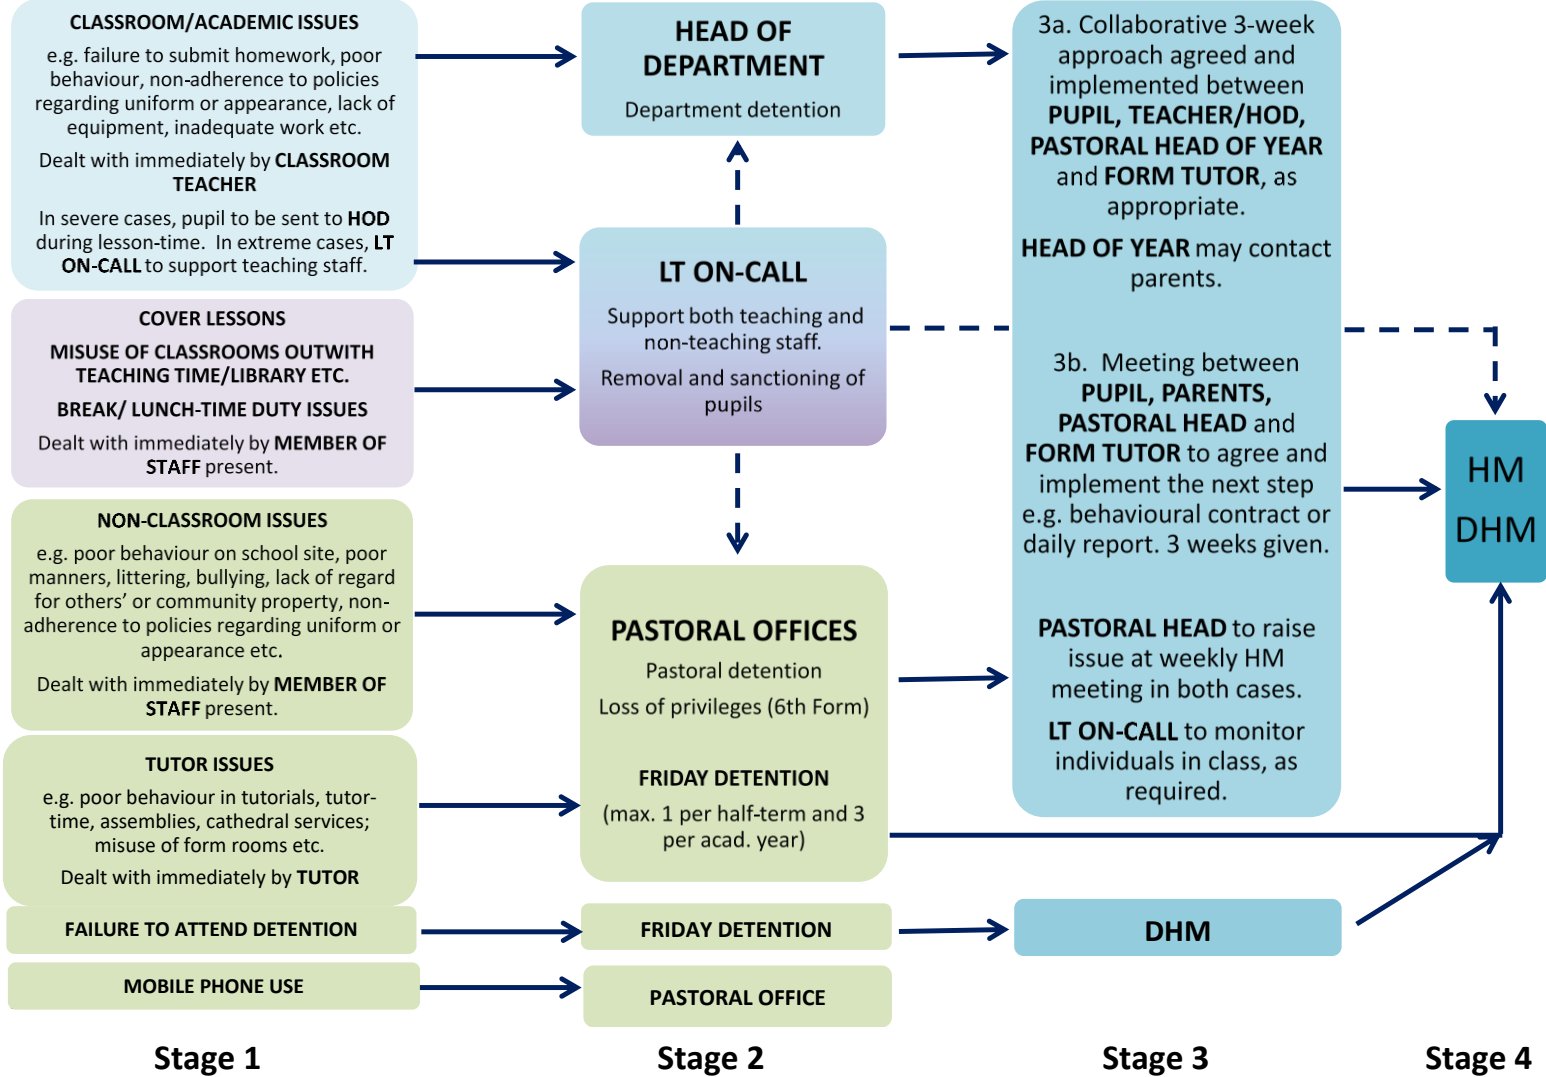 CLASSROOM/ACADEMIC ISSUES
e.g. failure to submit homework, poor
behaviour, non-adherence to policies
regarding uniform or appearance, lack of
equipment, inadequate work etc.
Dealt with immediately by CLASSROOM
TEACHER
In severe cases, pupil to be sent to HOD
during lesson-time. In extreme cases, LT
ON-CALL to support teaching staff.
COVER LESSONS
MISUSE OF CLASSROOMS OUTWITH
TEACHING TIME/LIBRARY ETC.
BREAK/ LUNCH-TIME DUTY ISSUES
Dealt with immediately by MEMBER OF
STAFF present.
NON-CLASSROOM ISSUES
e.g. poor behaviour on school site, poor
manners, littering, bullying, lack of regard
for others' or community property, non-
adherence to policies regarding uniform or
appearance etc.
Dealt with immediately by MEMBER OF
STAFF present.
TUTOR ISSUES
e.g. poor behaviour in tutorials, tutor-
time, assemblies, cathedral services;
misuse of form rooms etc.
Dealt with immediately by TUTOR
FAILURE TO ATTEND DETENTION
MOBILE PHONE USE
Stage 1
HEAD OF
DEPARTMENT
Department detention
LT ON-CALL
Support both teaching and
non-teaching staff.
Removal and sanctioning of
pupils
PASTORAL OFFICES
Pastoral detention
Loss of privileges (6th Form)
FRIDAY DETENTION
(max. 1 per half-term and 3
per acad. year)
FRIDAY DETENTION
PASTORAL OFFICE
Stage 2
3a. Collaborative 3-week
approach agreed and
implemented between
PUPIL, TEACHER/HOD,
PASTORAL HEAD OF YEAR
and FORM TUTOR, as
appropriate.
HEAD OF YEAR may contact
parents.
3b. Meeting between
PUPIL, PARENTS,
PASTORAL HEAD and
FORM TUTOR to agree and
implement the next step
e.g. behavioural contract or
daily report. 3 weeks given.
PASTORAL HEAD to raise
issue at weekly HM
meeting in both cases.
LT ON-CALL to monitor
individuals in class, as
required.
DHM
Stage 3
HM
DHM
Stage 4